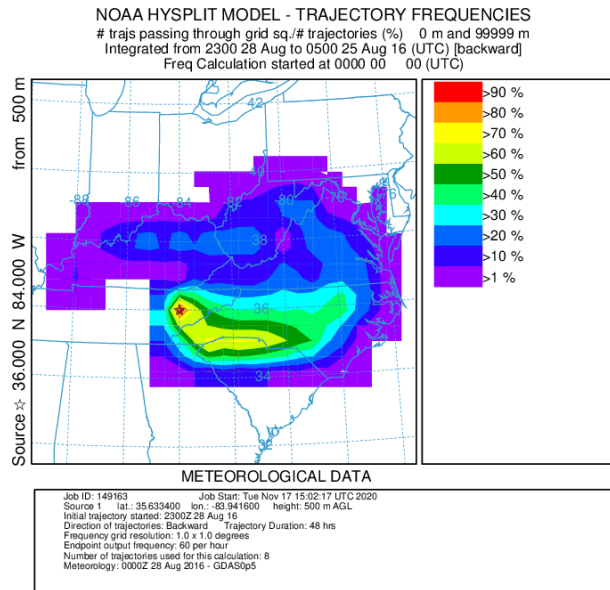 NOAA HYSPLIT MODEL - TRAJECTORY FREQUENCIES
# trajs passing through grid sq./# trajectories (%) 0 m and 99999 m
Integrated from 2300 28 Aug to 0500 25 Aug 16 (UTC) [backward]
Freq Calculation started at 0000 00 00 (UTC)
Source ☆ 36.000 N 84.000 W from 500 m
42
40
-88
-86
-84
-80
-78
-76
38
36
34
>90 %
>80 %
>70 %
>60 %
>50 %
>40 %
>30 %
>20 %
>10 %
>1 %
METEOROLOGICAL DATA
Job ID: 149163 Job Start: Tue Nov 17 15:02:17 UTC 2020
Source 1 lat.: 35.633400 lon.: -83.941600 height: 500 m AGL
Initial trajectory started: 2300Z 28 Aug 16
Direction of trajectories: Backward Trajectory Duration: 48 hrs
Frequency grid resolution: 1.0 x 1.0 degrees
Endpoint output frequency: 60 per hour
Number of trajectories used for this calculation: 8
Meteorology: 0000Z 28 Aug 2016 - GDAS0p5